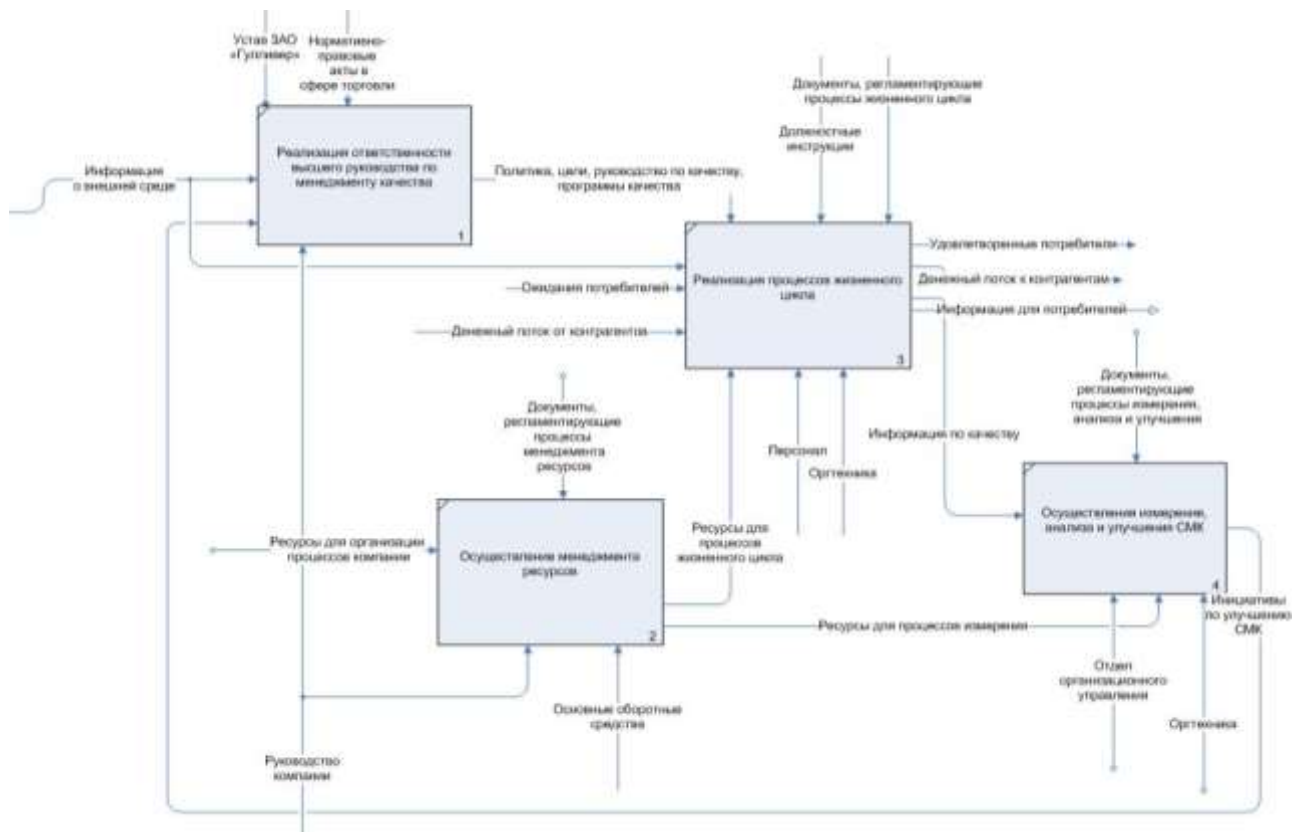 Устав ЗАО
«Гулливер»
Нормативно-
правовые
акты в
сфере торговли
Реализация ответственности
высшего руководства по
менеджменту качества
1
Информация
о внешней среде
Политика, цели, руководство по качеству,
программы качества
Документы, регламентирующие
процессы жизненного цикла
Должностные
инструкции
Реализация процессов жизненного
цикла
3
Ожидания потребителей
Денежный поток от контрагентов
Удовлетворенные потребители
Денежный поток к контрагентам
Информация для потребителей
Документы,
регламентирующие
процессы
менеджмента
ресурсов
Персонал
Оргтехника
Информация по качеству
Документы,
регламентирующие
процессы измерения,
анализа и улучшения
Ресурсы для организации
процессов компании
Осуществление менеджмента
ресурсов
2
Ресурсы для
процессов
жизненного цикла
Осуществления измерения,
анализа и улучшения СМК
4
Ресурсы для процессов измерения
Инициативы
по улучшению
СМК
Отдел
организационного
управления
Оргтехника
Основные оборотные
средства
Руководство
компании